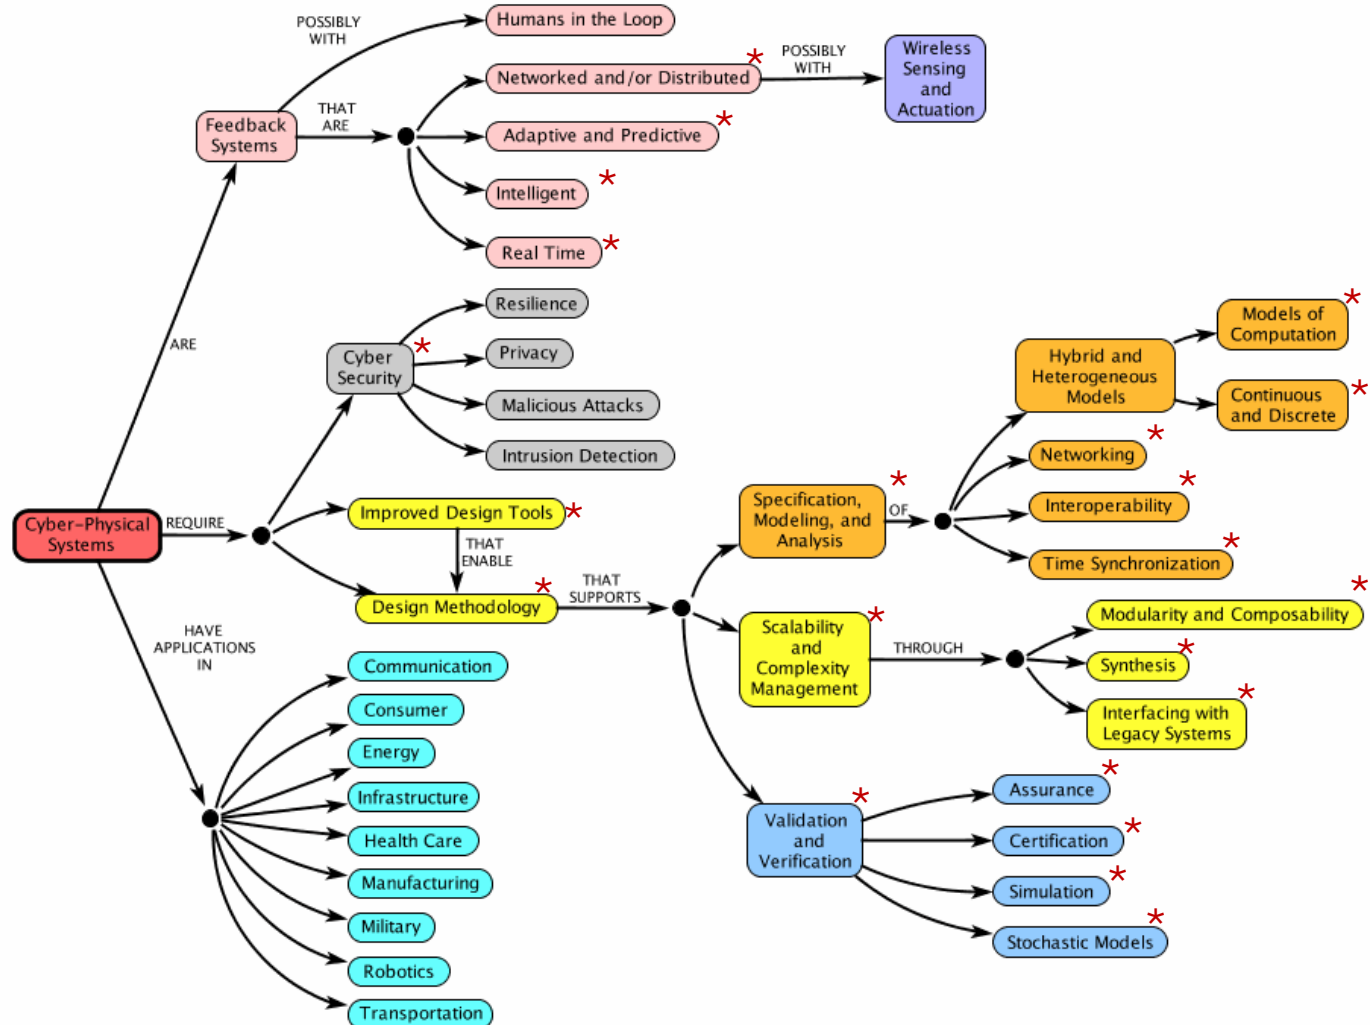 POSSIBLY
WITH
Humans in the Loop
Feedback
Systems
THAT
ARE
Networked and/or Distributed
*
POSSIBLY
WITH
Wireless
Sensing
and
Actuation
Adaptive and Predictive
*
Intelligent
*
Real Time
*
ARE
Cyber-Physical
Systems
REQUIRE
Cyber
Security
*
Resilience
Privacy
Malicious Attacks
Intrusion Detection
Improved Design Tools
*
THAT
ENABLE
Design Methodology
*
THAT
SUPPORTS
Specification,
Modeling, and
Analysis
*
OF
Hybrid and
Heterogeneous
Models
Models of
Computation
*
Continuous
and Discrete
*
Networking
*
Interoperability
*
Time Synchronization
*
Scalability
and
Complexity
Management
*
THROUGH
Modularity and Composability
*
Synthesis
*
Interfacing with
Legacy Systems
*
Validation
and
Verification
*
Assurance
*
Certification
*
Simulation
*
Stochastic Models
*
HAVE
APPLICATIONS
IN
Communication
Consumer
Energy
Infrastructure
Health Care
Manufacturing
Military
Robotics
Transportation